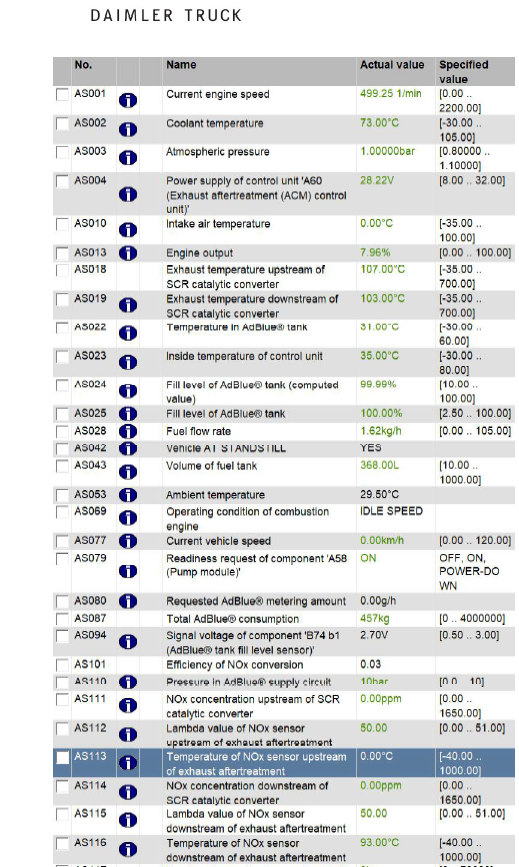 DAIMLER TRUCK
No. Name Actual value Specified
value
AS001 Current engine speed 499.25 1/min [0.00 ..
2200.00]
AS002 Coolant temperature 73.00°C [-30.00 ..
105.00]
AS003 Atmospheric pressure 1.00000bar [0.80000 ..
1.10000]
AS004 Power supply of control unit 'A60 28.22V [8.00 .. 32.00]
(Exhaust aftertreatment (ACM) control
unit)'
AS010 Intake air temperature 0.00°C [-35.00 ..
100.00]
AS013 Engine output 7.96% [0.00 .. 100.00]
AS018 Exhaust temperature upstream of 107.00°C [-35.00 ..
SCR catalytic converter 700.00]
AS019 Exhaust temperature downstream of 103.00°C [-35.00 ..
SCR catalytic converter 700.00]
AS022 Temperature in AdBlue® tank 31.00°C [-30.00 ..
60.00]
AS023 Inside temperature of control unit 35.00°C [-30.00 ..
80.00]
AS024 Fill level of AdBlue® tank (computed 99.99% [10.00 ..
value) 100.00]
AS025 Fill level of AdBlue® tank 100.00% [2.50 .. 100.00]
AS028 Fuel flow rate 1.62kg/h [0.00 .. 105.00]
AS042 Vehicle AT STANDSTILL YES
AS043 Volume of fuel tank 368.00L [10.00 ..
1000.00]
AS053 Ambient temperature 29.50°C
AS069 Operating condition of combustion IDLE SPEED
engine
AS077 Current vehicle speed 0.00km/h [0.00 .. 120.00]
AS079 Readiness request of component 'A58 ON OFF, ON,
(Pump module)' POWER-DO
WN
AS080 Requested AdBlue® metering amount 0.00g/h
AS087 Total AdBlue® consumption 457kg [0 .. 4000000]
AS094 Signal voltage of component 'B74 b1 2.70V [0.50 .. 3.00]
(AdBlue® tank fill level sensor)'
AS101 Efficiency of NOx conversion 0.03
AS110 Pressure in AdBlue® supply circuit 10bar [0.0 .. 10]
AS111 NOx concentration upstream of SCR 0.00ppm [0.00 ..
catalytic converter 1650.00]
AS112 Lambda value of NOx sensor 50.00 [0.00 .. 51.00]
upstream of exhaust aftertreatment
AS113 Temperature of NOx sensor upstream 0.00°C [-40.00 ..
of exhaust aftertreatment 1000.00]
AS114 NOx concentration downstream of 0.00ppm [0.00 ..
SCR catalytic converter 1650.00]
AS115 Lambda value of NOx sensor 50.00 [0.00 .. 51.00]
downstream of exhaust aftertreatment
AS116 Temperature of NOx sensor 93.00°C [-40.00 ..
downstream of exhaust aftertreatment 1000.00]